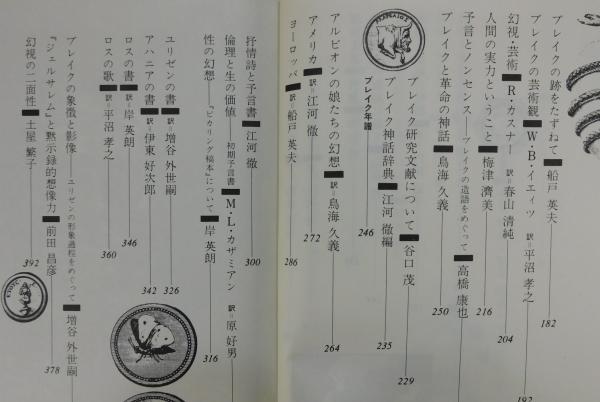 ブレイクの跡をたずねて 船戸 英夫 182
ブレイクの芸術観 W・B・イェイツ 訳=平沼 孝之 192
幻視・芸術 R・カスナー 訳=春山 清純 204
人間の実力ということ 梅津 濟美 216
予言とノンセンス——ブレイクの造語をめぐって 高橋 康也
ブレイクと革命の神話 鳥海 久義 250
ブレイク研究文献について 谷口 茂 229
ブレイク神話辞典 江河 徹編 235
ブレイク年譜 246
アルビオンの娘たちの幻想 訳=鳥海 久義 264
アメリカ 訳=江河 徹 272
ヨーロッパ 訳=船戸 英夫 286
抒情詩と予言書 江河 徹 300
倫理と生の価値 初期予言書 M・L・カザミアン 訳=原 好男
性の幻想 『ピカリング稿本』について 岸 英朗 316
ユリゼンの書 訳=増谷 外世嗣 326
アハニアの書 訳=伊東 好次郎 342
ロスの書 訳=岸 英朗 346
ロスの歌 訳=平沼 孝之 360
ブレイクの象徴と影像 ユリゼンの形象過程をめぐって 増谷 外世嗣
『ジェルサレム』と黙示録的想像力 前田 昌彦 378
幻視の二面性 土屋 繁子 392